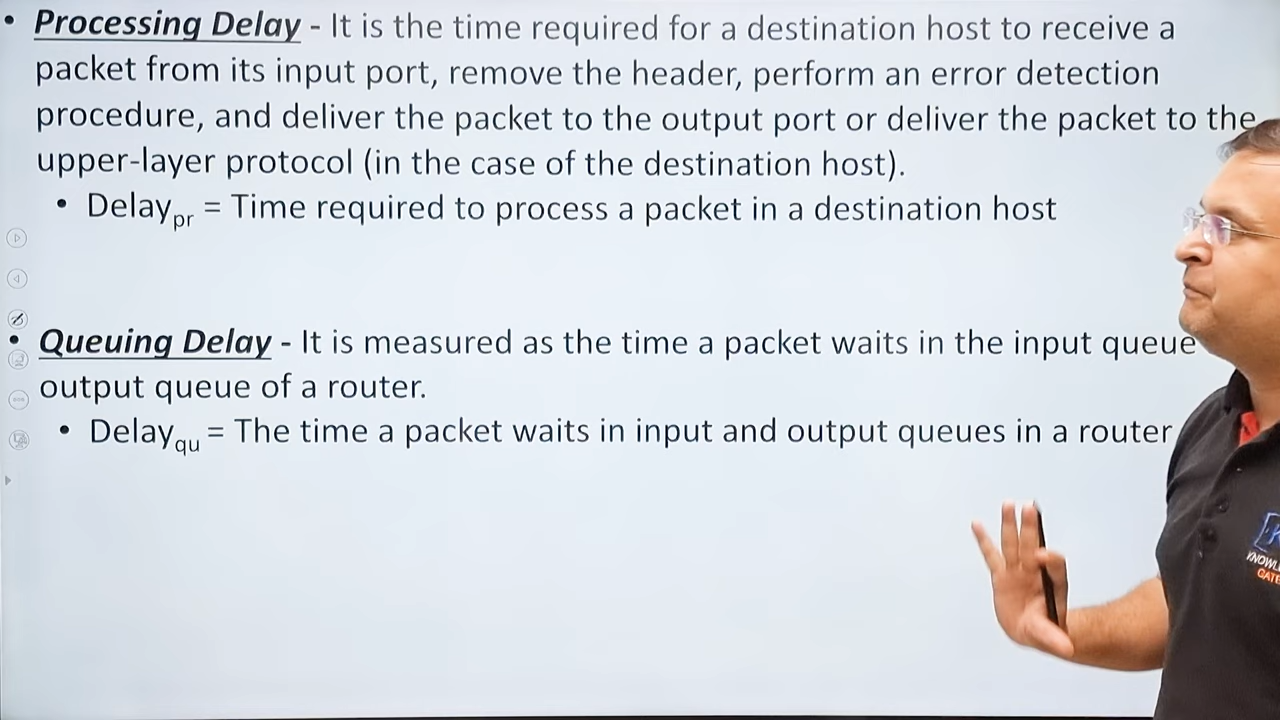 • Processing Delay - It is the time required for a destination host to receive a
packet from its input port, remove the header, perform an error detection
procedure, and deliver the packet to the output port or deliver the packet to the
upper-layer protocol (in the case of the destination host).
• Delaypr = Time required to process a packet in a destination host
• Queuing Delay - It is measured as the time a packet waits in the input queue
output queue of a router.
• Delayqu = The time a packet waits in input and output queues in a router
GATE